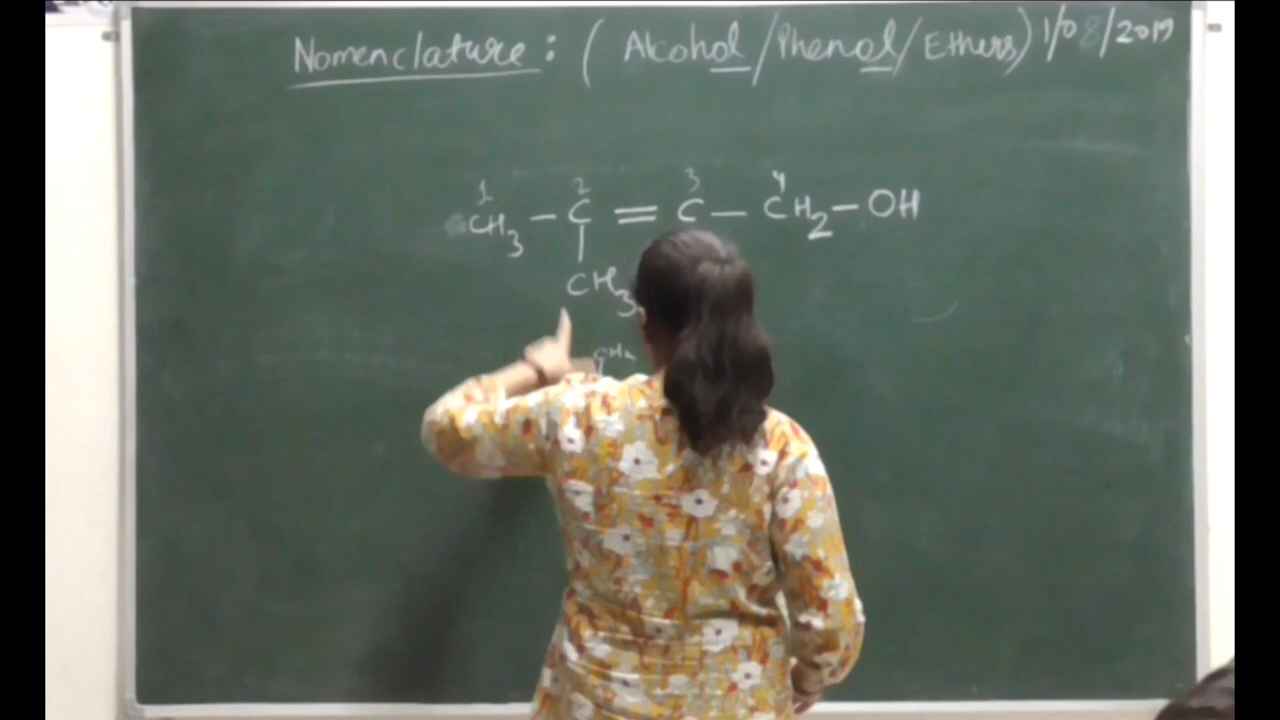 Nomenclature : ( Alcohol / Phenol / Ethers) 1/08/2019
1 2 3 4
CH3 - C = C - CH2 - OH
CH3